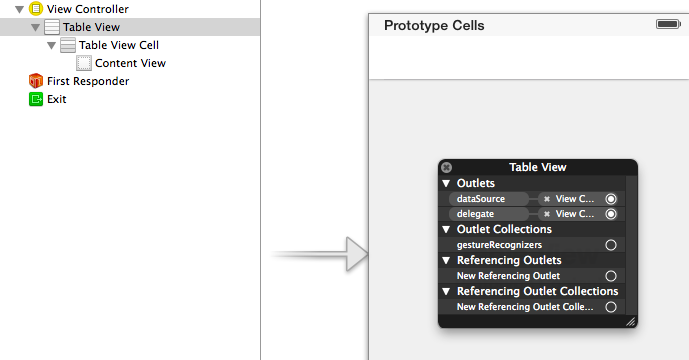 View Controller
Table View
Table View Cell
Content View
First Responder
Exit
Prototype Cells
Table View
Outlets
dataSource View C...
delegate View C...
Outlet Collections
gestureRecognizers
Referencing Outlets
New Referencing Outlet
Referencing Outlet Collections
New Referencing Outlet Colle...